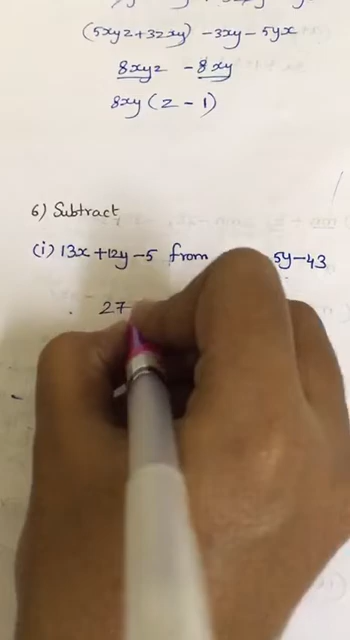 (5xyz+3zxy) -3xy-5yx
8xyz -8xy
8xy(z-1)
6) Subtract
(i) 13x+12y-5 from 5y-43
27